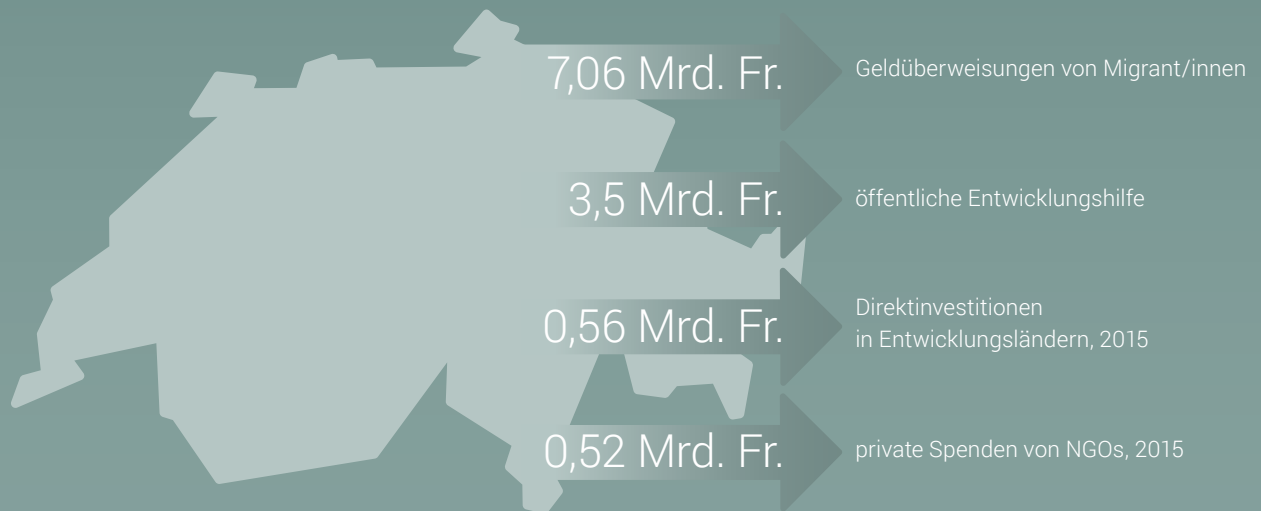 7,06 Mrd. Fr. Geldüberweisungen von Migrant/innen
3,5 Mrd. Fr. öffentliche Entwicklungshilfe
0,56 Mrd. Fr. Direktinvestitionen
in Entwicklungsländern, 2015
0,52 Mrd. Fr. private Spenden von NGOs, 2015